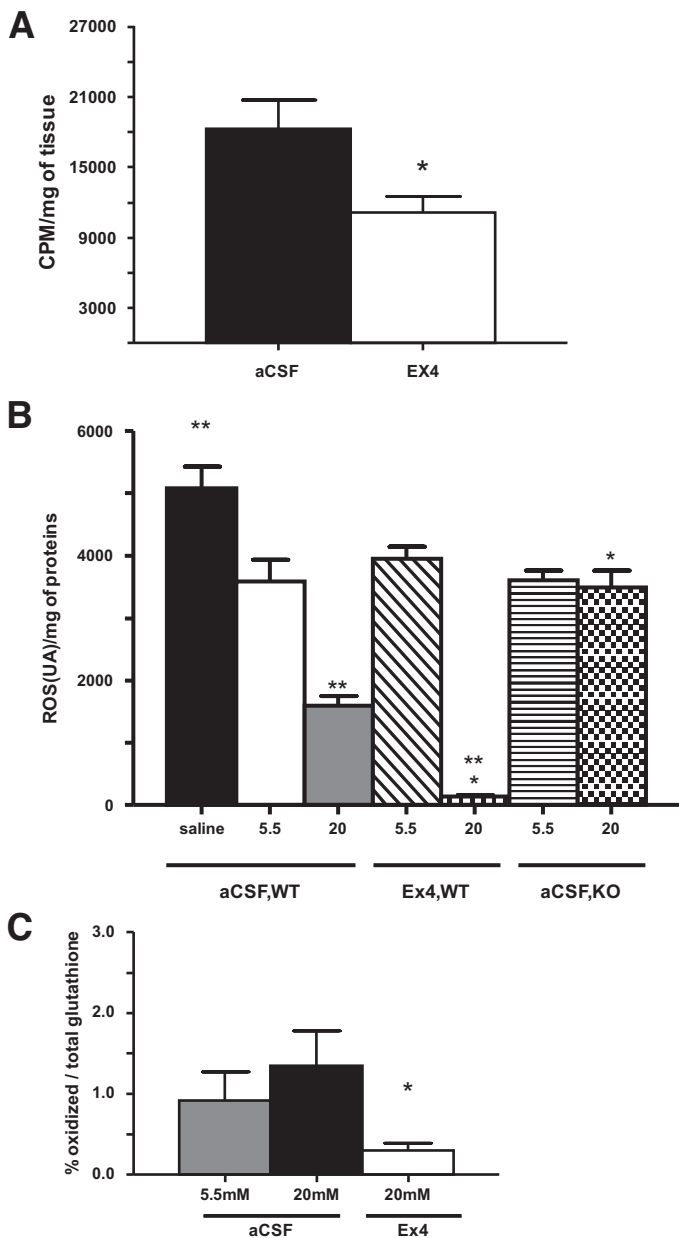 A
27000
21000
15000
9000
3000
CPM/mg of tissue
*
aCSF EX4
B
6000
4000
2000
0
ROS(UA)/mg of proteins
**
**
**
*
*
saline 5.5 20 5.5 20 5.5 20
aCSF,WT Ex4,WT aCSF,KO
C
3.0
2.0
1.0
0.0
% oxidized / total glutathione
*
5.5mM 20mM 20mM
aCSF Ex4